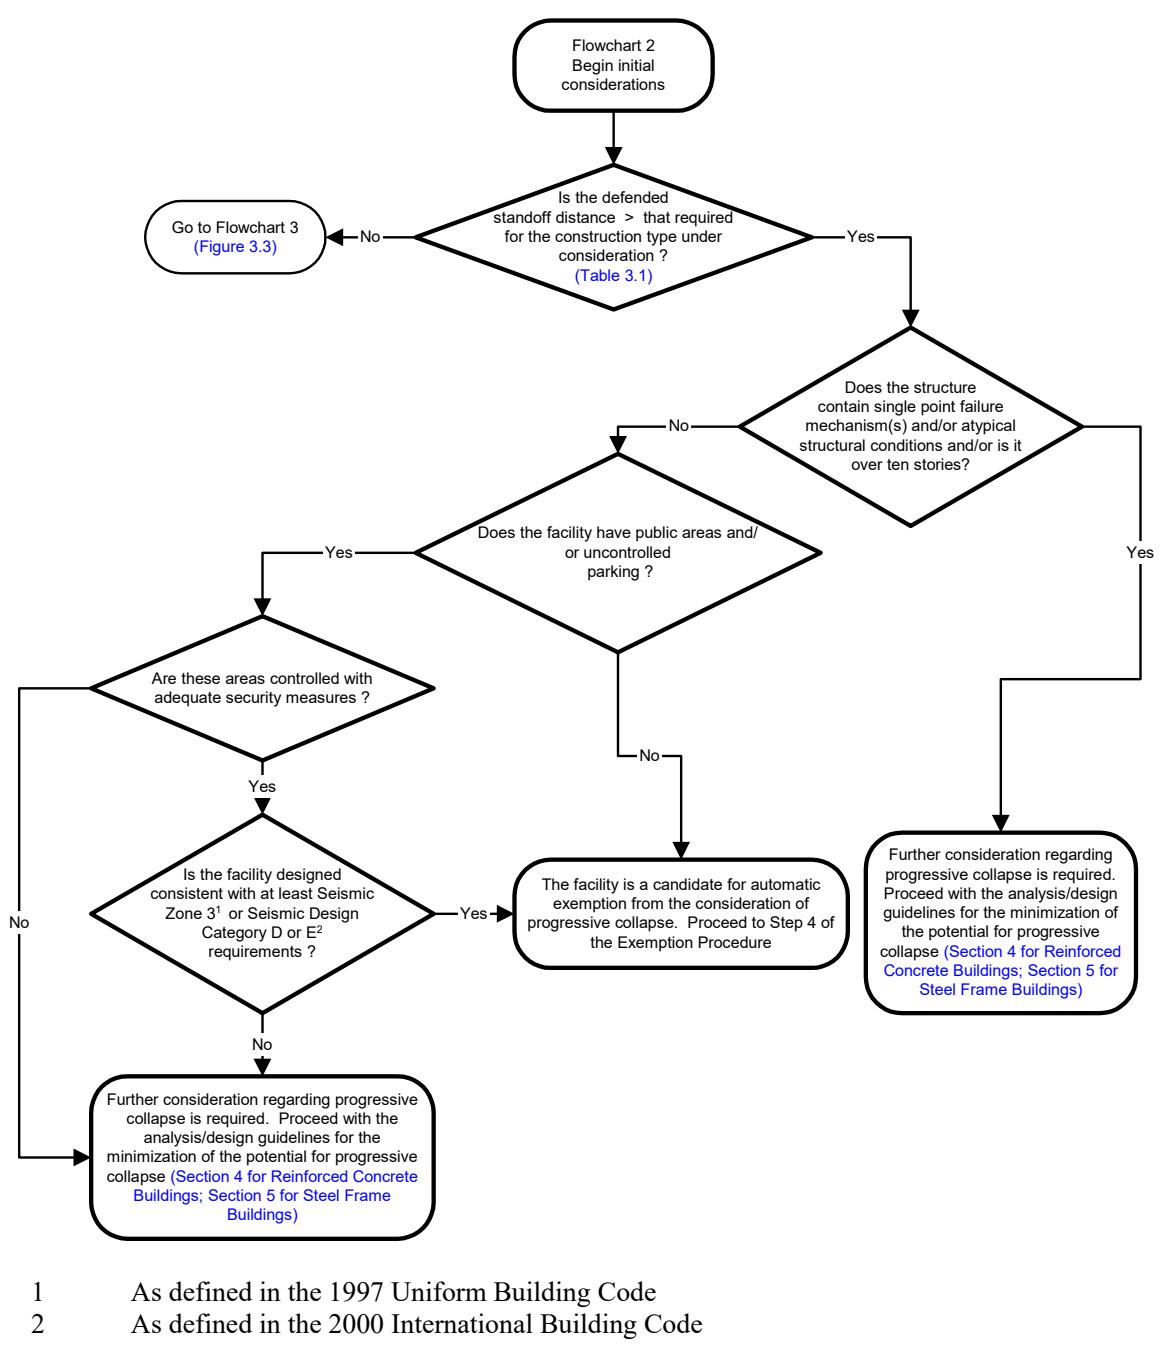 Flowchart 2
Begin initial
considerations
Is the defended
standoff distance  >  that required
for the construction type under
consideration ?
(Table 3.1)
No
Go to Flowchart 3
(Figure 3.3)
Yes
Does the structure
contain single point failure
mechanism(s) and/or atypical
structural conditions and/or is it
over ten stories?
No
Yes
Does the facility have public areas and/
or uncontrolled
parking ?
Yes
No
Are these areas controlled with
adequate security measures ?
Yes
No
Is the facility designed
consistent with at least Seismic
Zone 3¹  or Seismic Design
Category D or E²
requirements ?
Yes
The facility is a candidate for automatic
exemption from the consideration of
progressive collapse.  Proceed to Step 4 of
the Exemption Procedure
Further consideration regarding
progressive collapse is required.
Proceed with the analysis/design
guidelines for the minimization of
the potential for progressive
collapse (Section 4 for Reinforced
Concrete Buildings; Section 5 for
Steel Frame Buildings)
No
Further consideration regarding progressive
collapse is required.  Proceed with the
analysis/design guidelines for the
minimization of the potential for progressive
collapse (Section 4 for Reinforced Concrete
Buildings; Section 5 for Steel Frame
Buildings)
1 As defined in the 1997 Uniform Building Code
2 As defined in the 2000 International Building Code